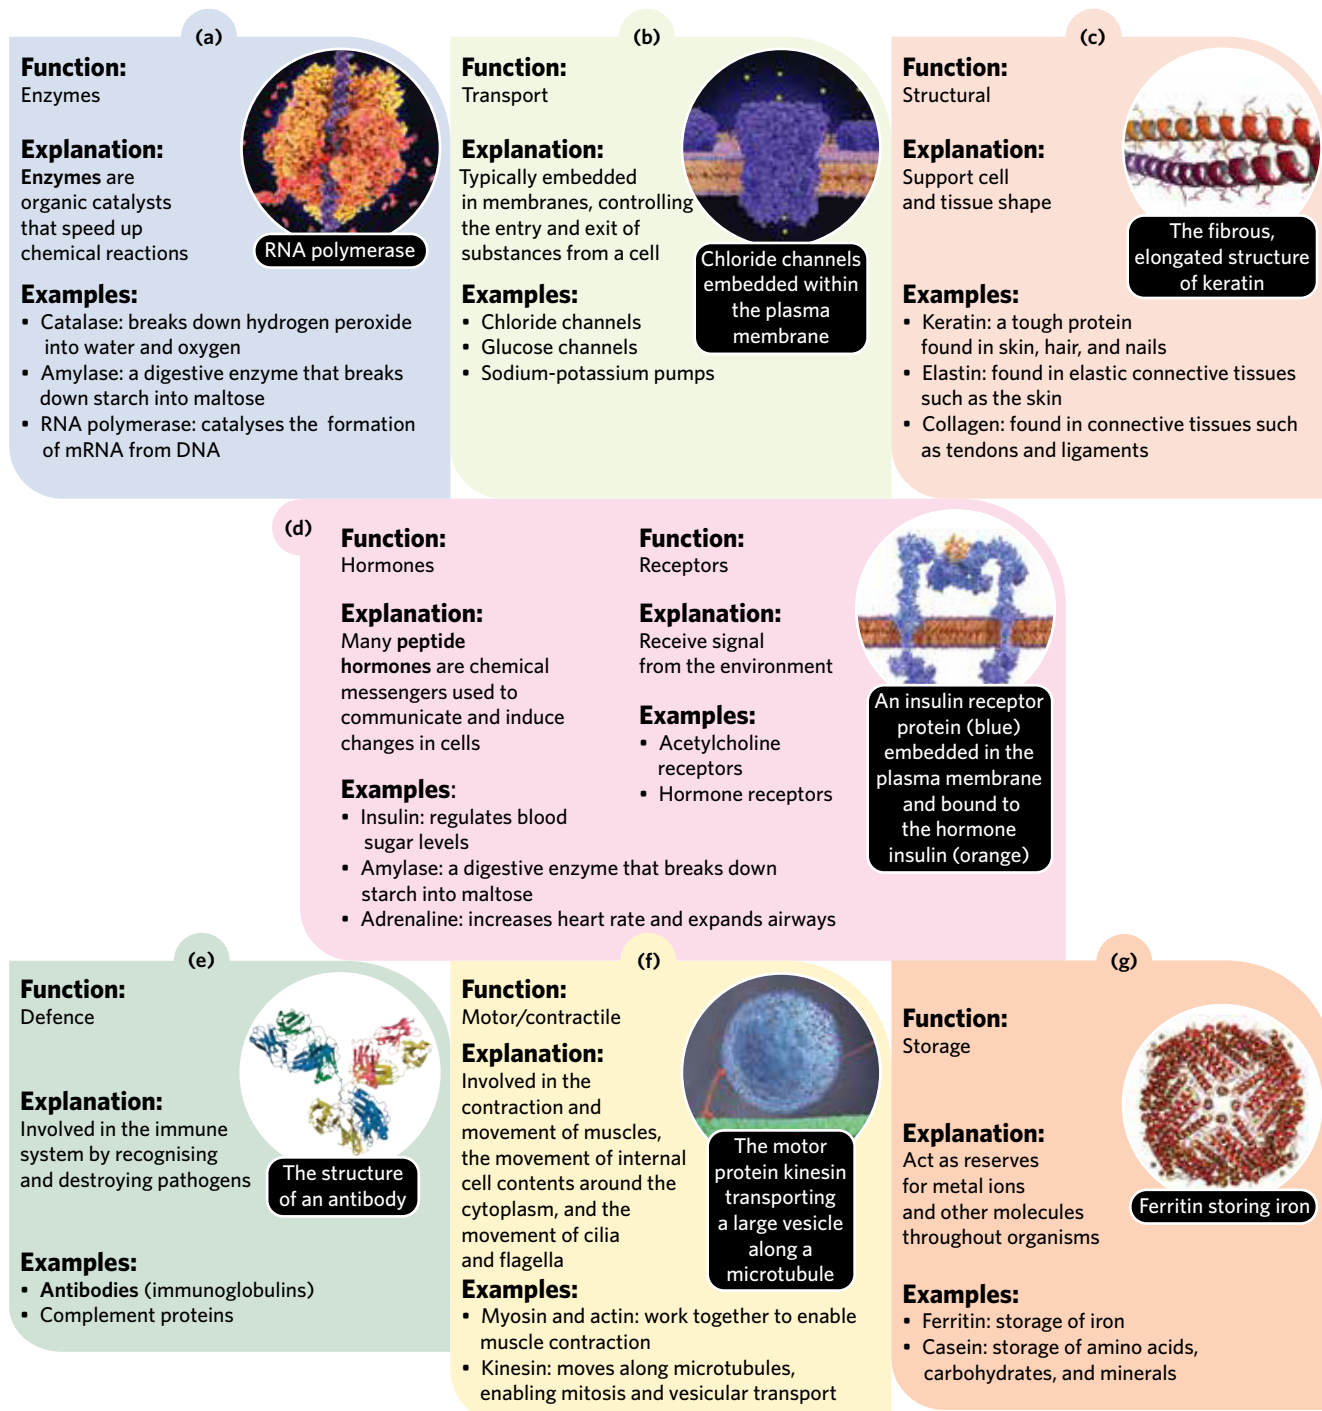 (a)
Function:
Enzymes
Explanation:
Enzymes are
organic catalysts
that speed up
chemical reactions
RNA polymerase
Examples:
• Catalase: breaks down hydrogen peroxide
into water and oxygen
• Amylase: a digestive enzyme that breaks
down starch into maltose
• RNA polymerase: catalyses the formation
of mRNA from DNA
(b)
Function:
Transport
Explanation:
Typically embedded
in membranes, controlling
the entry and exit of
substances from a cell
Chloride channels
embedded within
the plasma
membrane
Examples:
• Chloride channels
• Glucose channels
• Sodium-potassium pumps
(c)
Function:
Structural
Explanation:
Support cell
and tissue shape
The fibrous,
elongated structure
of keratin
Examples:
• Keratin: a tough protein
found in skin, hair, and nails
• Elastin: found in elastic connective tissues
such as the skin
• Collagen: found in connective tissues such
as tendons and ligaments
(d)
Function:
Hormones
Explanation:
Many peptide
hormones are chemical
messengers used to
communicate and induce
changes in cells
Examples:
• Insulin: regulates blood
sugar levels
• Amylase: a digestive enzyme that breaks down
starch into maltose
• Adrenaline: increases heart rate and expands airways
Function:
Receptors
Explanation:
Receive signal
from the environment
Examples:
• Acetylcholine
receptors
• Hormone receptors
An insulin receptor
protein (blue)
embedded in the
plasma membrane
and bound to
the hormone
insulin (orange)
(e)
Function:
Defence
Explanation:
Involved in the immune
system by recognising
and destroying pathogens
The structure
of an antibody
Examples:
• Antibodies (immunoglobulins)
• Complement proteins
(f)
Function:
Motor/contractile
Explanation:
Involved in the
contraction and
movement of muscles,
the movement of internal
cell contents around the
cytoplasm, and the
movement of cilia
and flagella
The motor
protein kinesin
transporting
a large vesicle
along a
microtubule
Examples:
• Myosin and actin: work together to enable
muscle contraction
• Kinesin: moves along microtubules,
enabling mitosis and vesicular transport
(g)
Function:
Storage
Explanation:
Act as reserves
for metal ions
and other molecules
throughout organisms
Ferritin storing iron
Examples:
• Ferritin: storage of iron
• Casein: storage of amino acids,
carbohydrates, and minerals